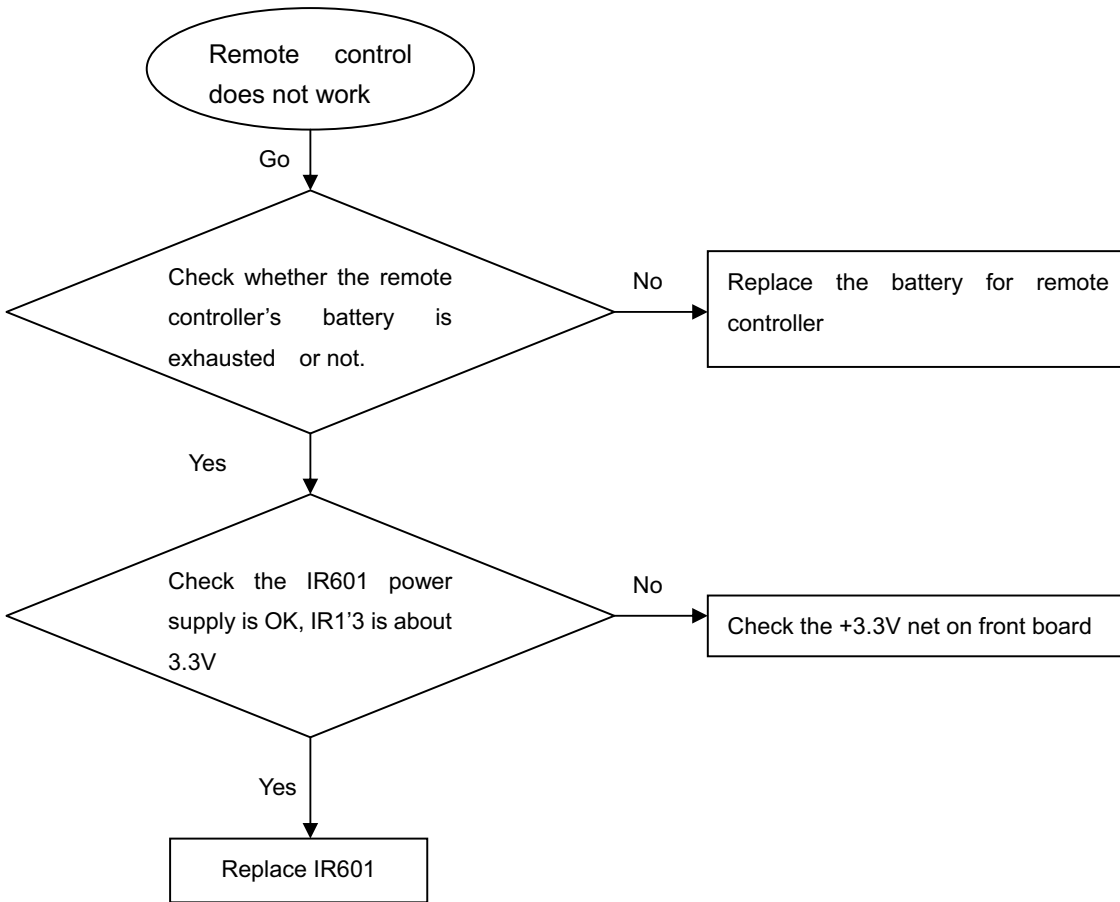 Remote control
does not work
Go
Check whether the remote
controller's battery is
exhausted or not.
No
Replace the battery for remote
controller
Yes
Check the IR601 power
supply is OK, IR1'3 is about
3.3V
No
Check the +3.3V net on front board
Yes
Replace IR601